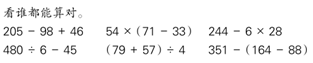 看谁都能算对。
205 − 98 + 46 54 × (71 − 33) 244 − 6 × 28
480 ÷ 6 − 45 (79 + 57) ÷ 4 351 − (164 − 88)